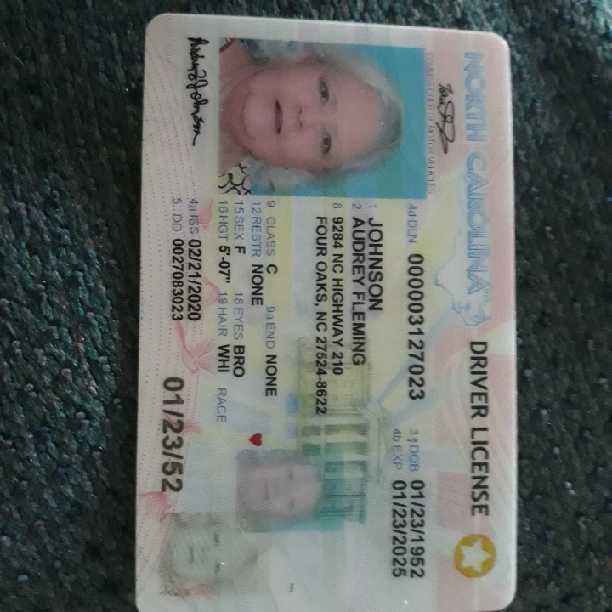 NORTH CAROLINA
DRIVER LICENSE
4d DLN 000003127023
3 DOB 01/23/1952
4b EXP 01/23/2025
1 JOHNSON
2 AUDREY FLEMING
8 9284 NC HIGHWAY 210
FOUR OAKS, NC 27524-8622
9 CLASS C 9a END NONE
12 RESTR NONE
15 SEX F 18 EYES BRO
16 HGT 5'-07" 19 HAIR WHI RACE
4a ISS 02/21/2020
5 DD 0027083023
01/23/52
Audrey F Johnson